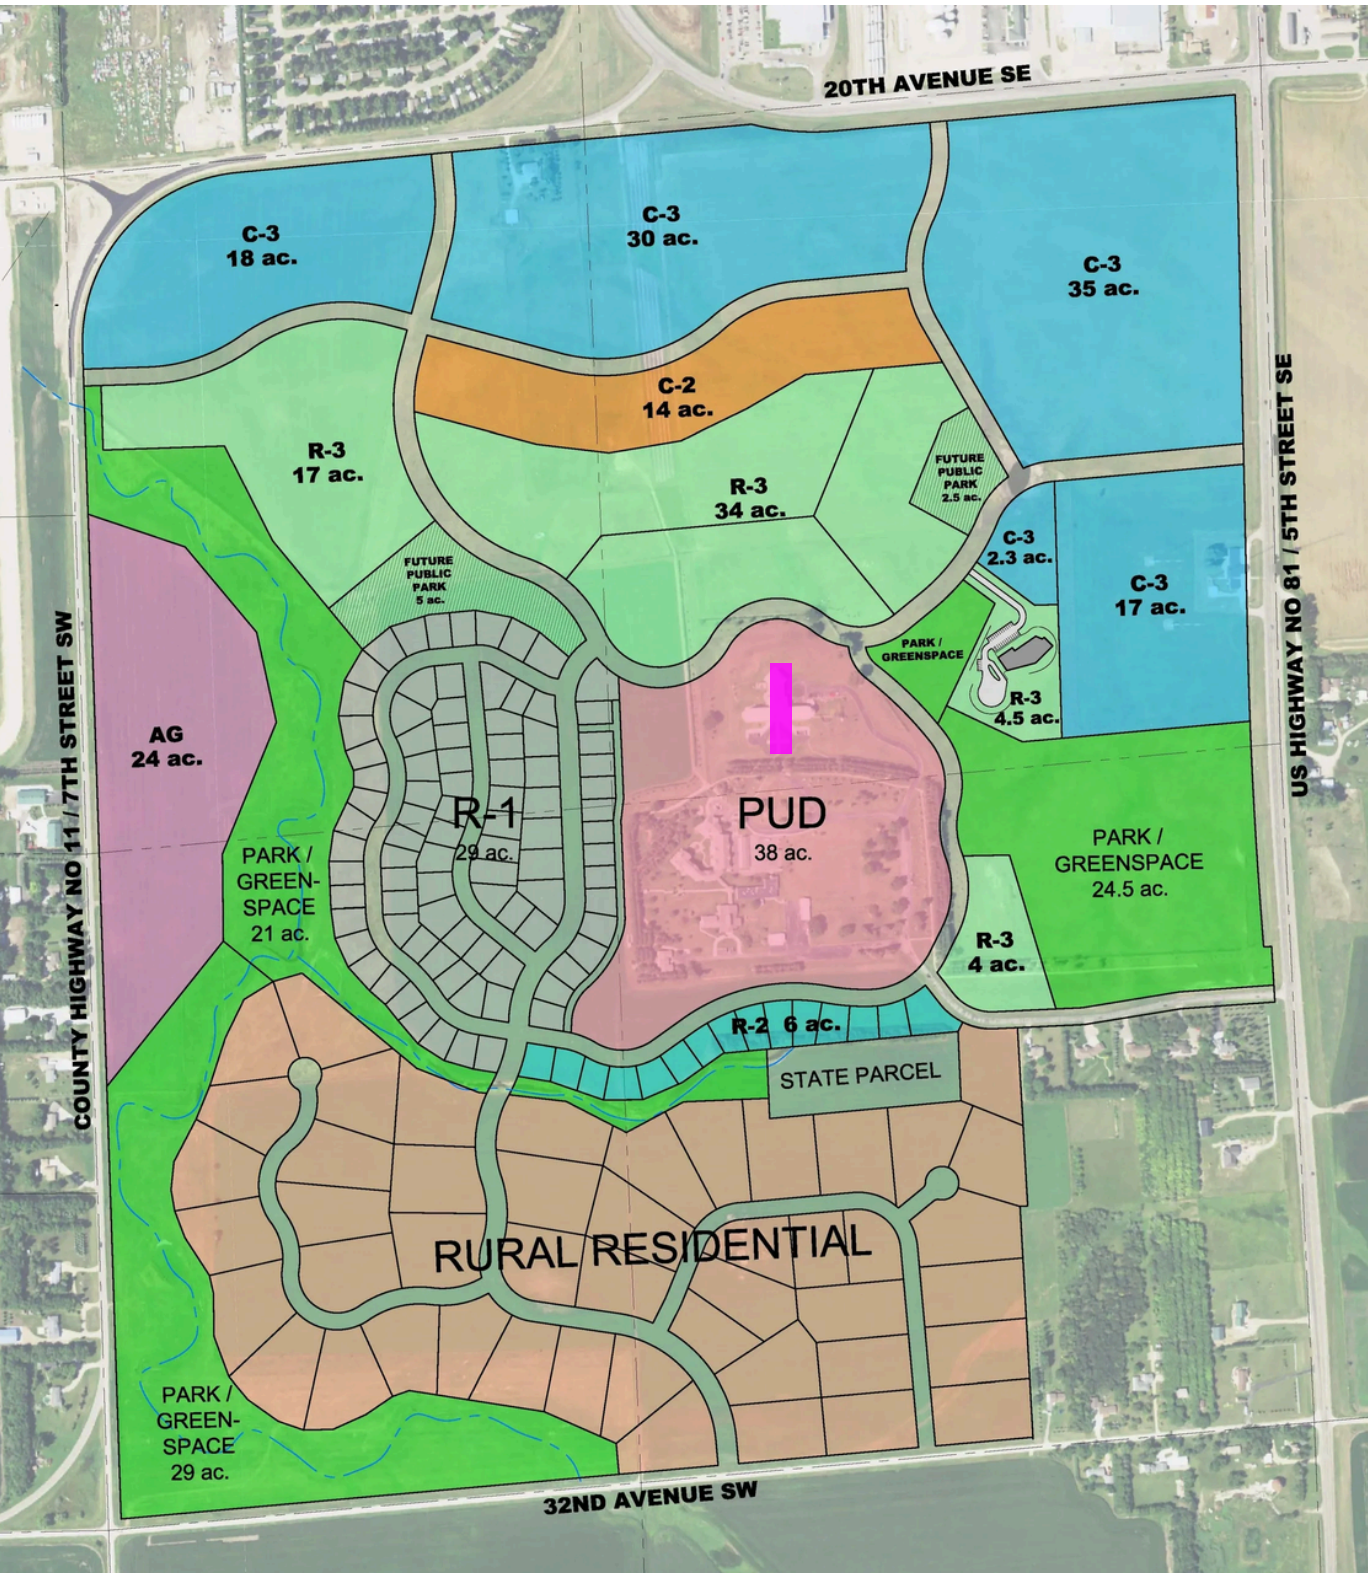 20TH AVENUE SE
C-3
18 ac.
C-3
30 ac.
C-3
35 ac.
C-2
14 ac.
R-3
17 ac.
R-3
34 ac.
FUTURE
PUBLIC
PARK
2.5 ac.
FUTURE
PUBLIC
PARK
5 ac.
C-3
2.3 ac.
C-3
17 ac.
PARK /
GREENSPACE
R-3
4.5 ac.
AG
24 ac.
R-1
29 ac.
PUD
38 ac.
PARK /
GREEN-
SPACE
21 ac.
PARK /
GREENSPACE
24.5 ac.
R-3
4 ac.
R-2 6 ac.
STATE PARCEL
RURAL RESIDENTIAL
PARK /
GREEN-
SPACE
29 ac.
32ND AVENUE SW
COUNTY HIGHWAY NO 11 / 7TH STREET SW
US HIGHWAY NO 81 / 5TH STREET SE